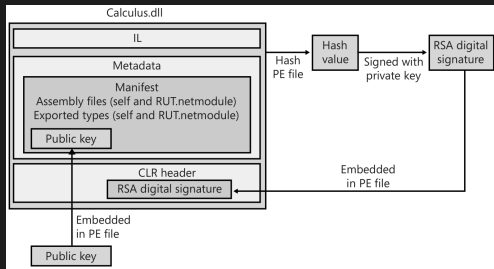 Calculus.dll
IL
Metadata
Manifest
Assembly files (self and RUT.netmodule)
Exported types (self and RUT.netmodule)
Public key
CLR header
RSA digital signature
Hash
PE file
Hash
value
Signed with
private key
RSA digital
signature
Embedded
in PE file
Embedded
in PE file
Public key